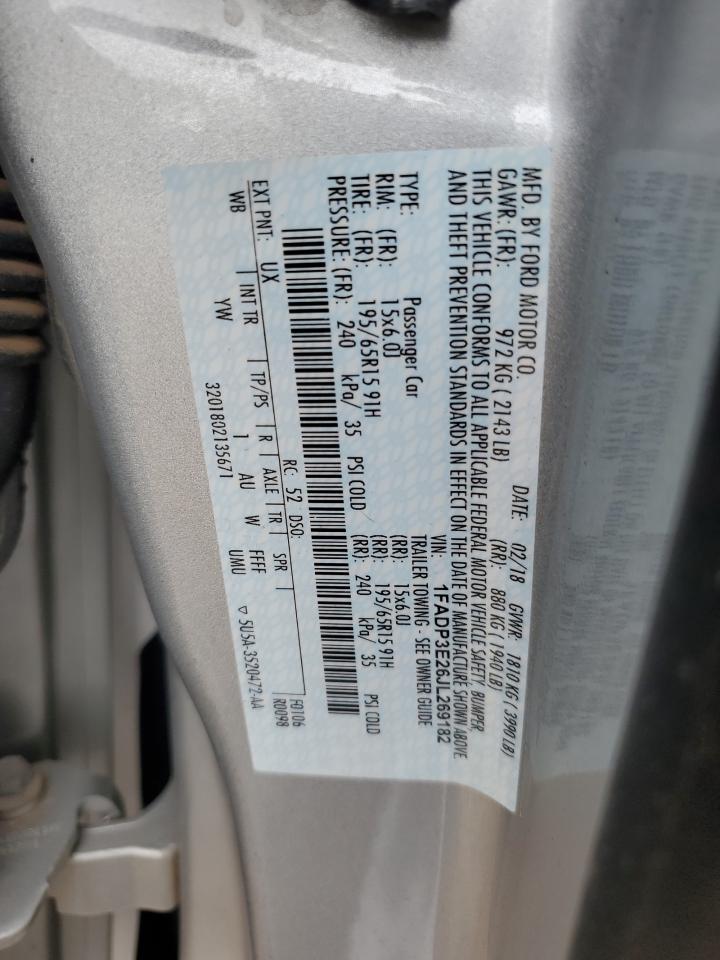 MFD. BY FORD MOTOR CO. DATE: 02/18 GVWR: 1810 KG ( 3990 LB)
GAWR: (FR): 972 KG ( 2143 LB) (RR): 880 KG ( 1940 LB)
THIS VEHICLE CONFORMS TO ALL APPLICABLE FEDERAL MOTOR VEHICLE SAFETY, BUMPER,
AND THEFT PREVENTION STANDARDS IN EFFECT ON THE DATE OF MANUFACTURE SHOWN ABOVE
VIN: 1FADP3E26JL269182
TYPE: Passenger Car TRAILER TOWING - SEE OWNER GUIDE
RIM: (FR): 15x6.0J (RR): 15x6.0J
TIRE: (FR): 195/65R15 91H (RR): 195/65R15 91H
PRESSURE: (FR): 240 kPa/ 35 PSI COLD (RR): 240 kPa/ 35 PSI COLD
RC: 52 DSO: F0106
R0098
EXT PNT: UX | INT TR | TP/PS | R | AXLE | TR | SPR |
WB YW 1 AU W FFFF UMU
3201802135671 ▽ 5U5A-3520472-AA